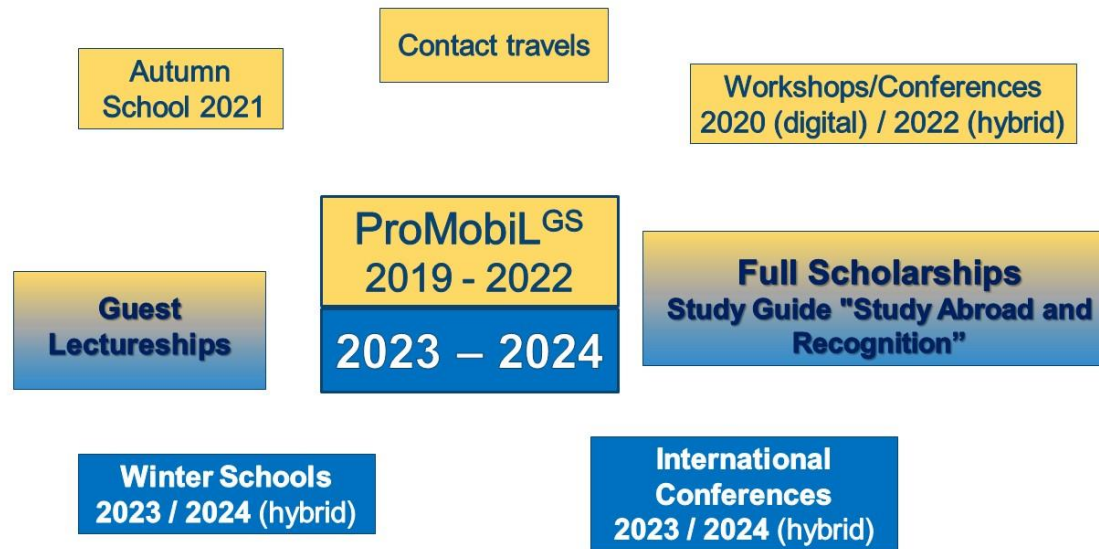 Contact travels
Autumn
School 2021
Workshops/Conferences
2020 (digital) / 2022 (hybrid)
ProMobiLGS
2019 - 2022
2023 – 2024
Guest
Lectureships
Full Scholarships
Study Guide "Study Abroad and
Recognition”
Winter Schools
2023 / 2024 (hybrid)
International
Conferences
2023 / 2024 (hybrid)